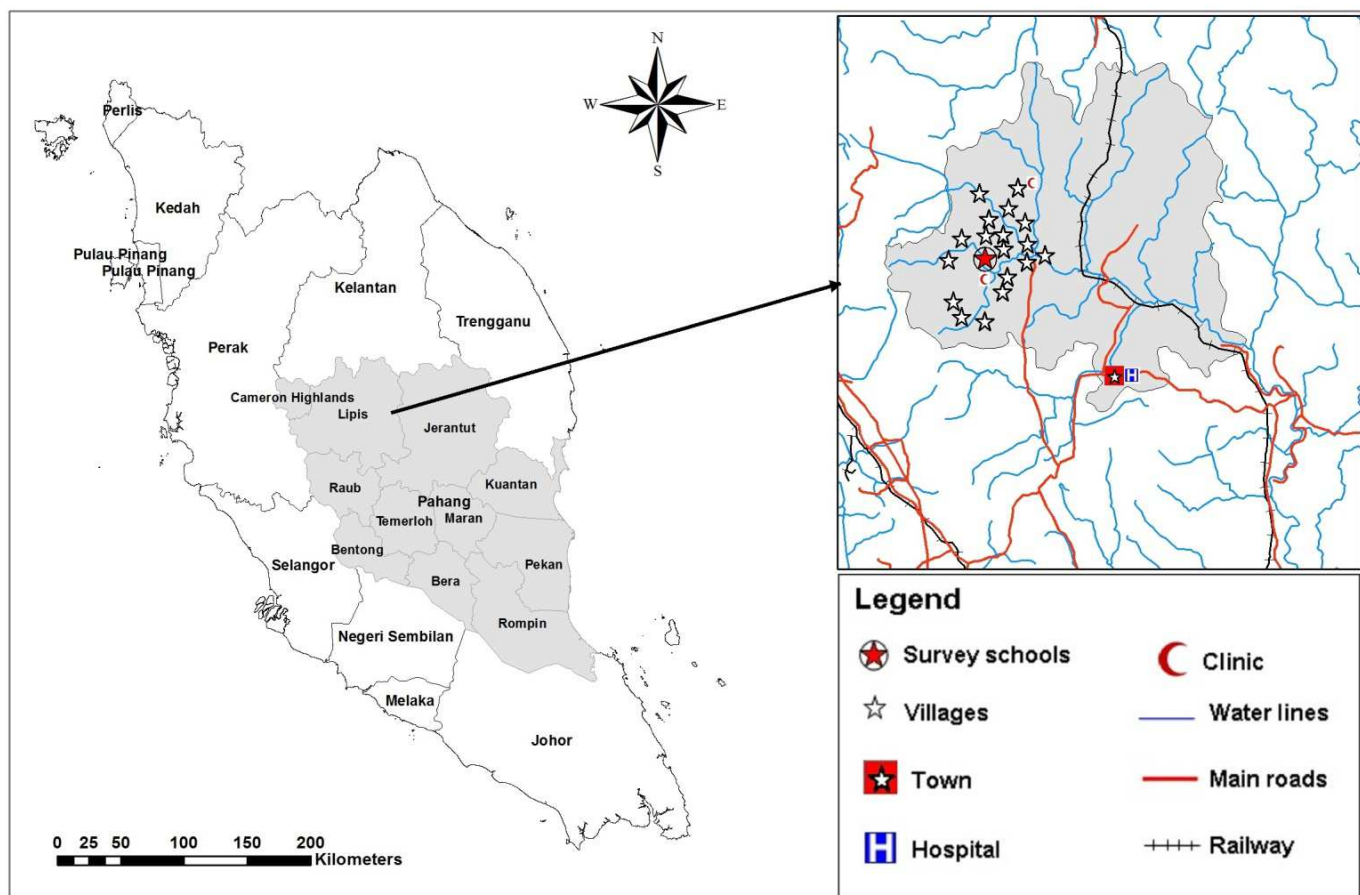 N
W
E
S
Perlis
Kedah
Pulau Pinang
Pulau Pinang
Kelantan
Trengganu
Perak
Cameron Highlands
Lipis
Jerantut
Raub
Kuantan
Pahang
Temerloh
Maran
Bentong
Selangor
Bera
Pekan
Rompin
Negeri Sembilan
Melaka
Johor
0 25 50 100 150 200
Kilometers
H
Legend
Survey schools
Clinic
Villages
Water lines
Town
Main roads
H
Hospital
Railway